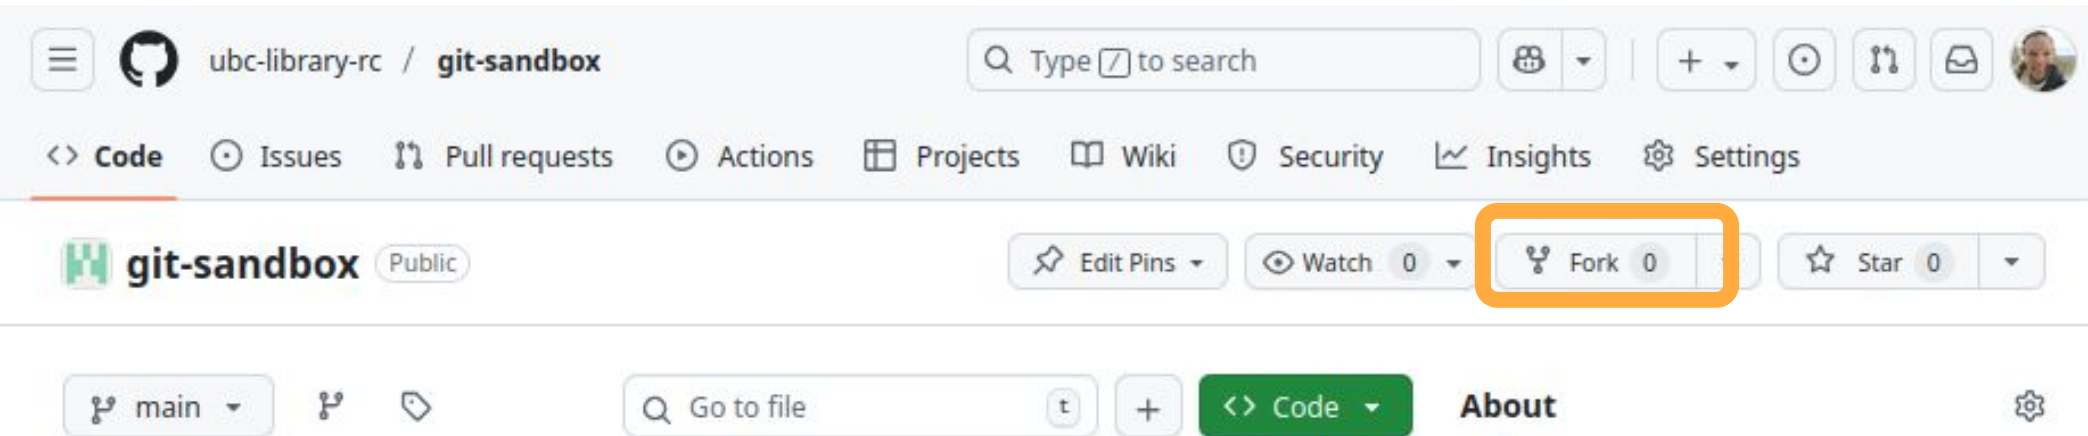 ubc-library-rc / git-sandbox Type / to search
Code Issues Pull requests Actions Projects Wiki Security Insights Settings
git-sandbox Public Edit Pins Watch 0 Fork 0 Star 0
main Go to file t + Code About